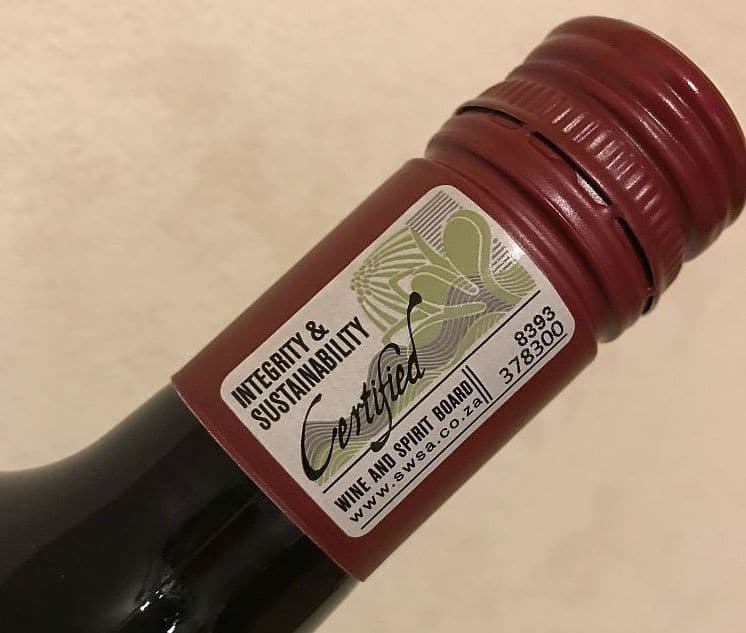 INTEGRITY &
SUSTAINABILITY
Certified
WINE AND SPIRIT BOARD
www.swsa.co.za
8393
378300